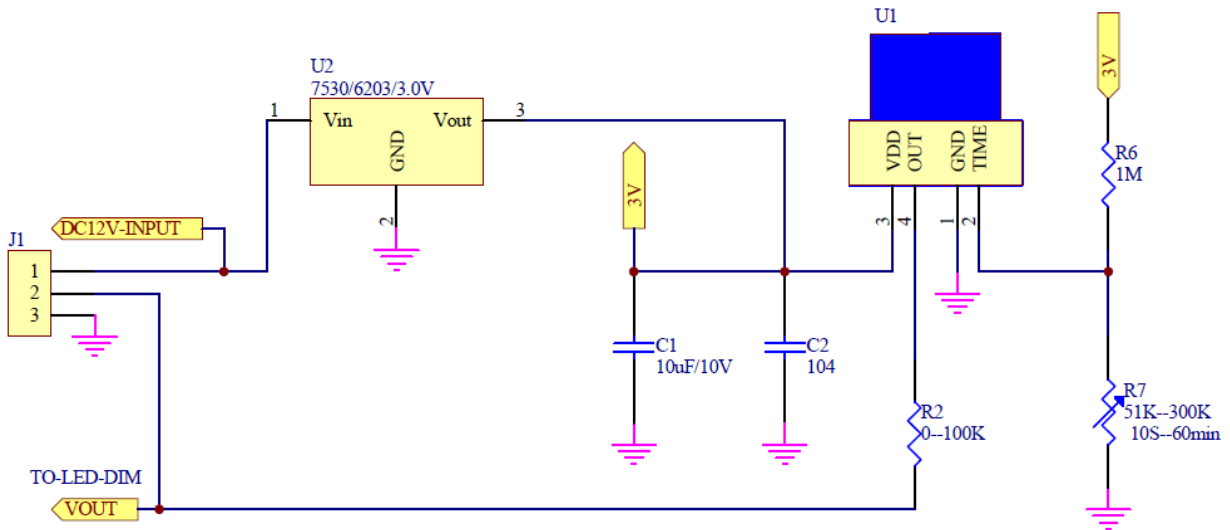 U1
U2
7530/6203/3.0V
1
Vin
Vout
3
GND
2
3V
VDD
OUT
GND
TIME
3
4
1
2
3V
R6
1M
DC12V-INPUT
J1
1
2
3
C1
10uF/10V
C2
104
R2
0--100K
R7
51K--300K
10S--60min
TO-LED-DIM
VOUT